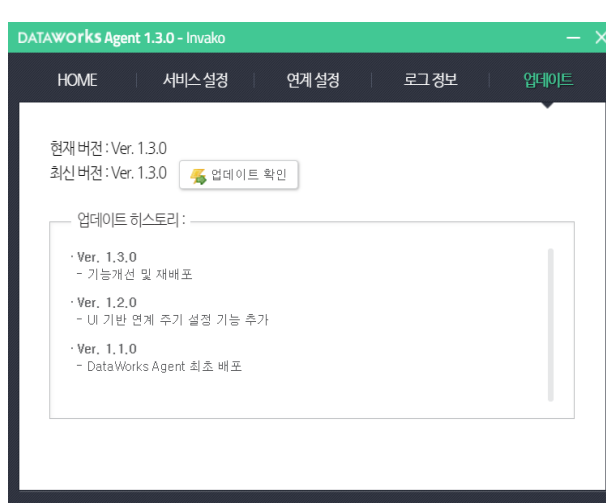 DATAWorks Agent 1.3.0 - Invako
HOME 서비스 설정 연계 설정 로그 정보 업데이트
현재 버전 : Ver. 1.3.0
최신 버전 : Ver. 1.3.0 업데이트 확인
업데이트 히스토리 :
· Ver. 1.3.0
- 기능개선 및 재배포
· Ver. 1.2.0
- UI 기반 연계 주기 설정 기능 추가
· Ver. 1.1.0
- DataWorks Agent 최초 배포